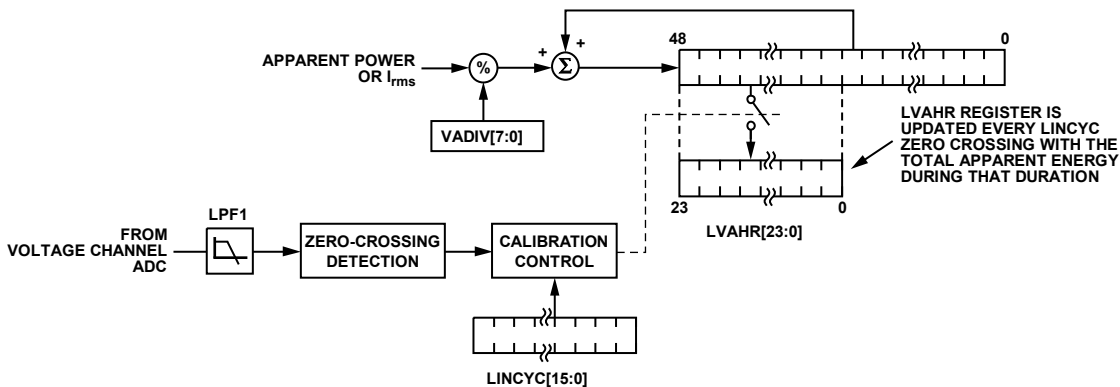 48
0
APPARENT POWER
OR Irms
%
+
+
Σ
VADIV[7:0]
LVAHR REGISTER IS
UPDATED EVERY LINCYC
ZERO CROSSING WITH THE
TOTAL APPARENT ENERGY
DURING THAT DURATION
23
0
LVAHR[23:0]
LPF1
FROM
VOLTAGE CHANNEL
ADC
ZERO-CROSSING
DETECTION
CALIBRATION
CONTROL
LINCYC[15:0]